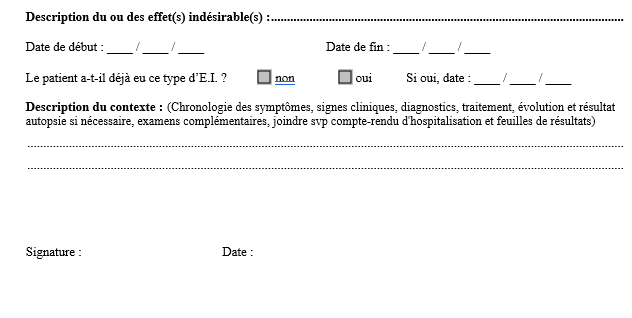 Description du ou des effet(s) indésirable(s) :..............................................................................................................
Date de début : ____ / ____ / ____ Date de fin : ____ / ____ / ____
Le patient a-t-il déjà eu ce type d'E.I. ? non oui Si oui, date : ____ / ____ / ____
Description du contexte : (Chronologie des symptômes, signes cliniques, diagnostics, traitement, évolution et résultat
autopsie si nécessaire, examens complémentaires, joindre svp compte-rendu d'hospitalisation et feuilles de résultats)
Signature : Date :